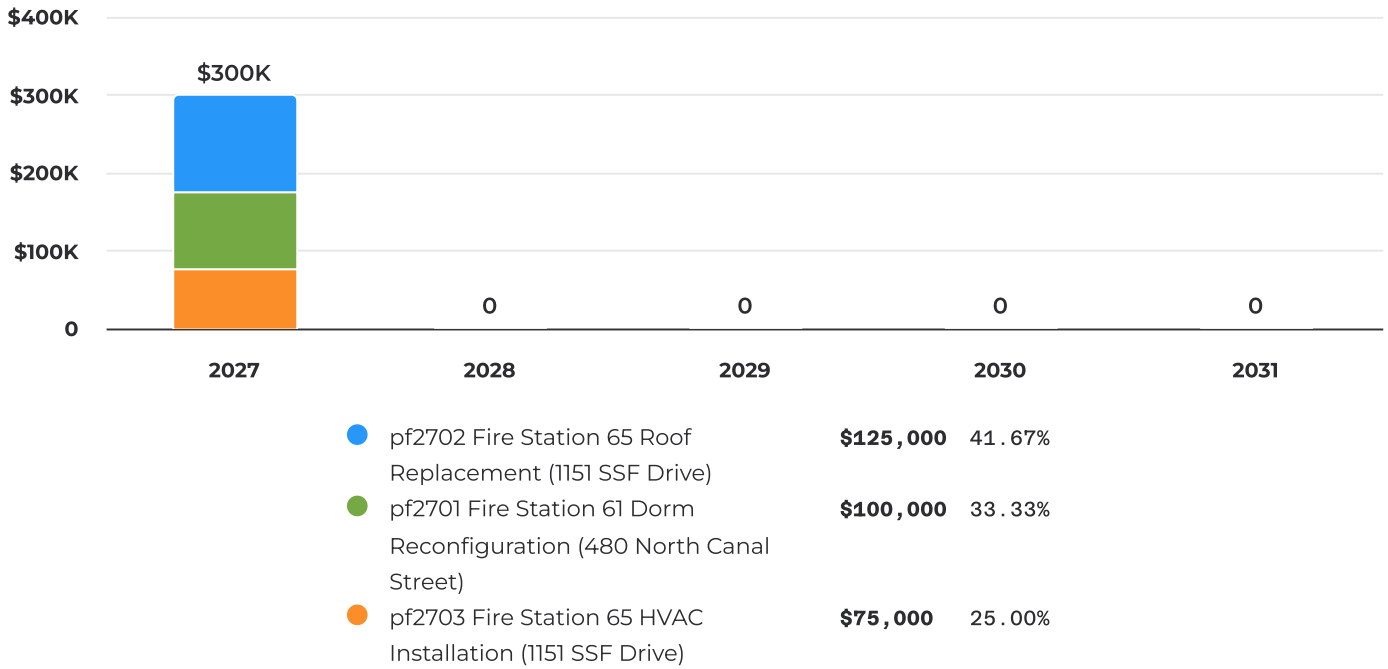 $400K
$300K
$300K
$200K
$100K
0
0
0
0
0
2027
2028
2029
2030
2031
pf2702 Fire Station 65 Roof $125,000 41.67%
Replacement (1151 SSF Drive)
pf2701 Fire Station 61 Dorm $100,000 33.33%
Reconfiguration (480 North Canal
Street)
pf2703 Fire Station 65 HVAC $75,000 25.00%
Installation (1151 SSF Drive)